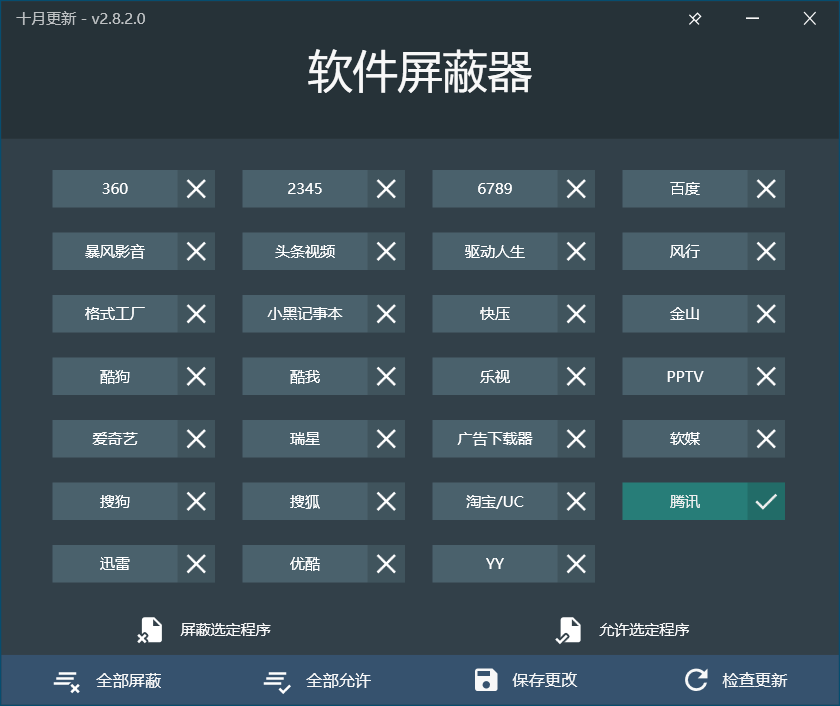 十月更新 - v2.8.2.0
软件屏蔽器
360 2345 6789 百度
暴风影音 头条视频 驱动人生 风行
格式工厂 小黑记事本 快压 金山
酷狗 酷我 乐视 PPTV
爱奇艺 瑞星 广告下载器 软媒
搜狗 搜狐 淘宝/UC 腾讯
迅雷 优酷 YY
屏蔽选定程序 允许选定程序
全部屏蔽 全部允许 保存更改 检查更新